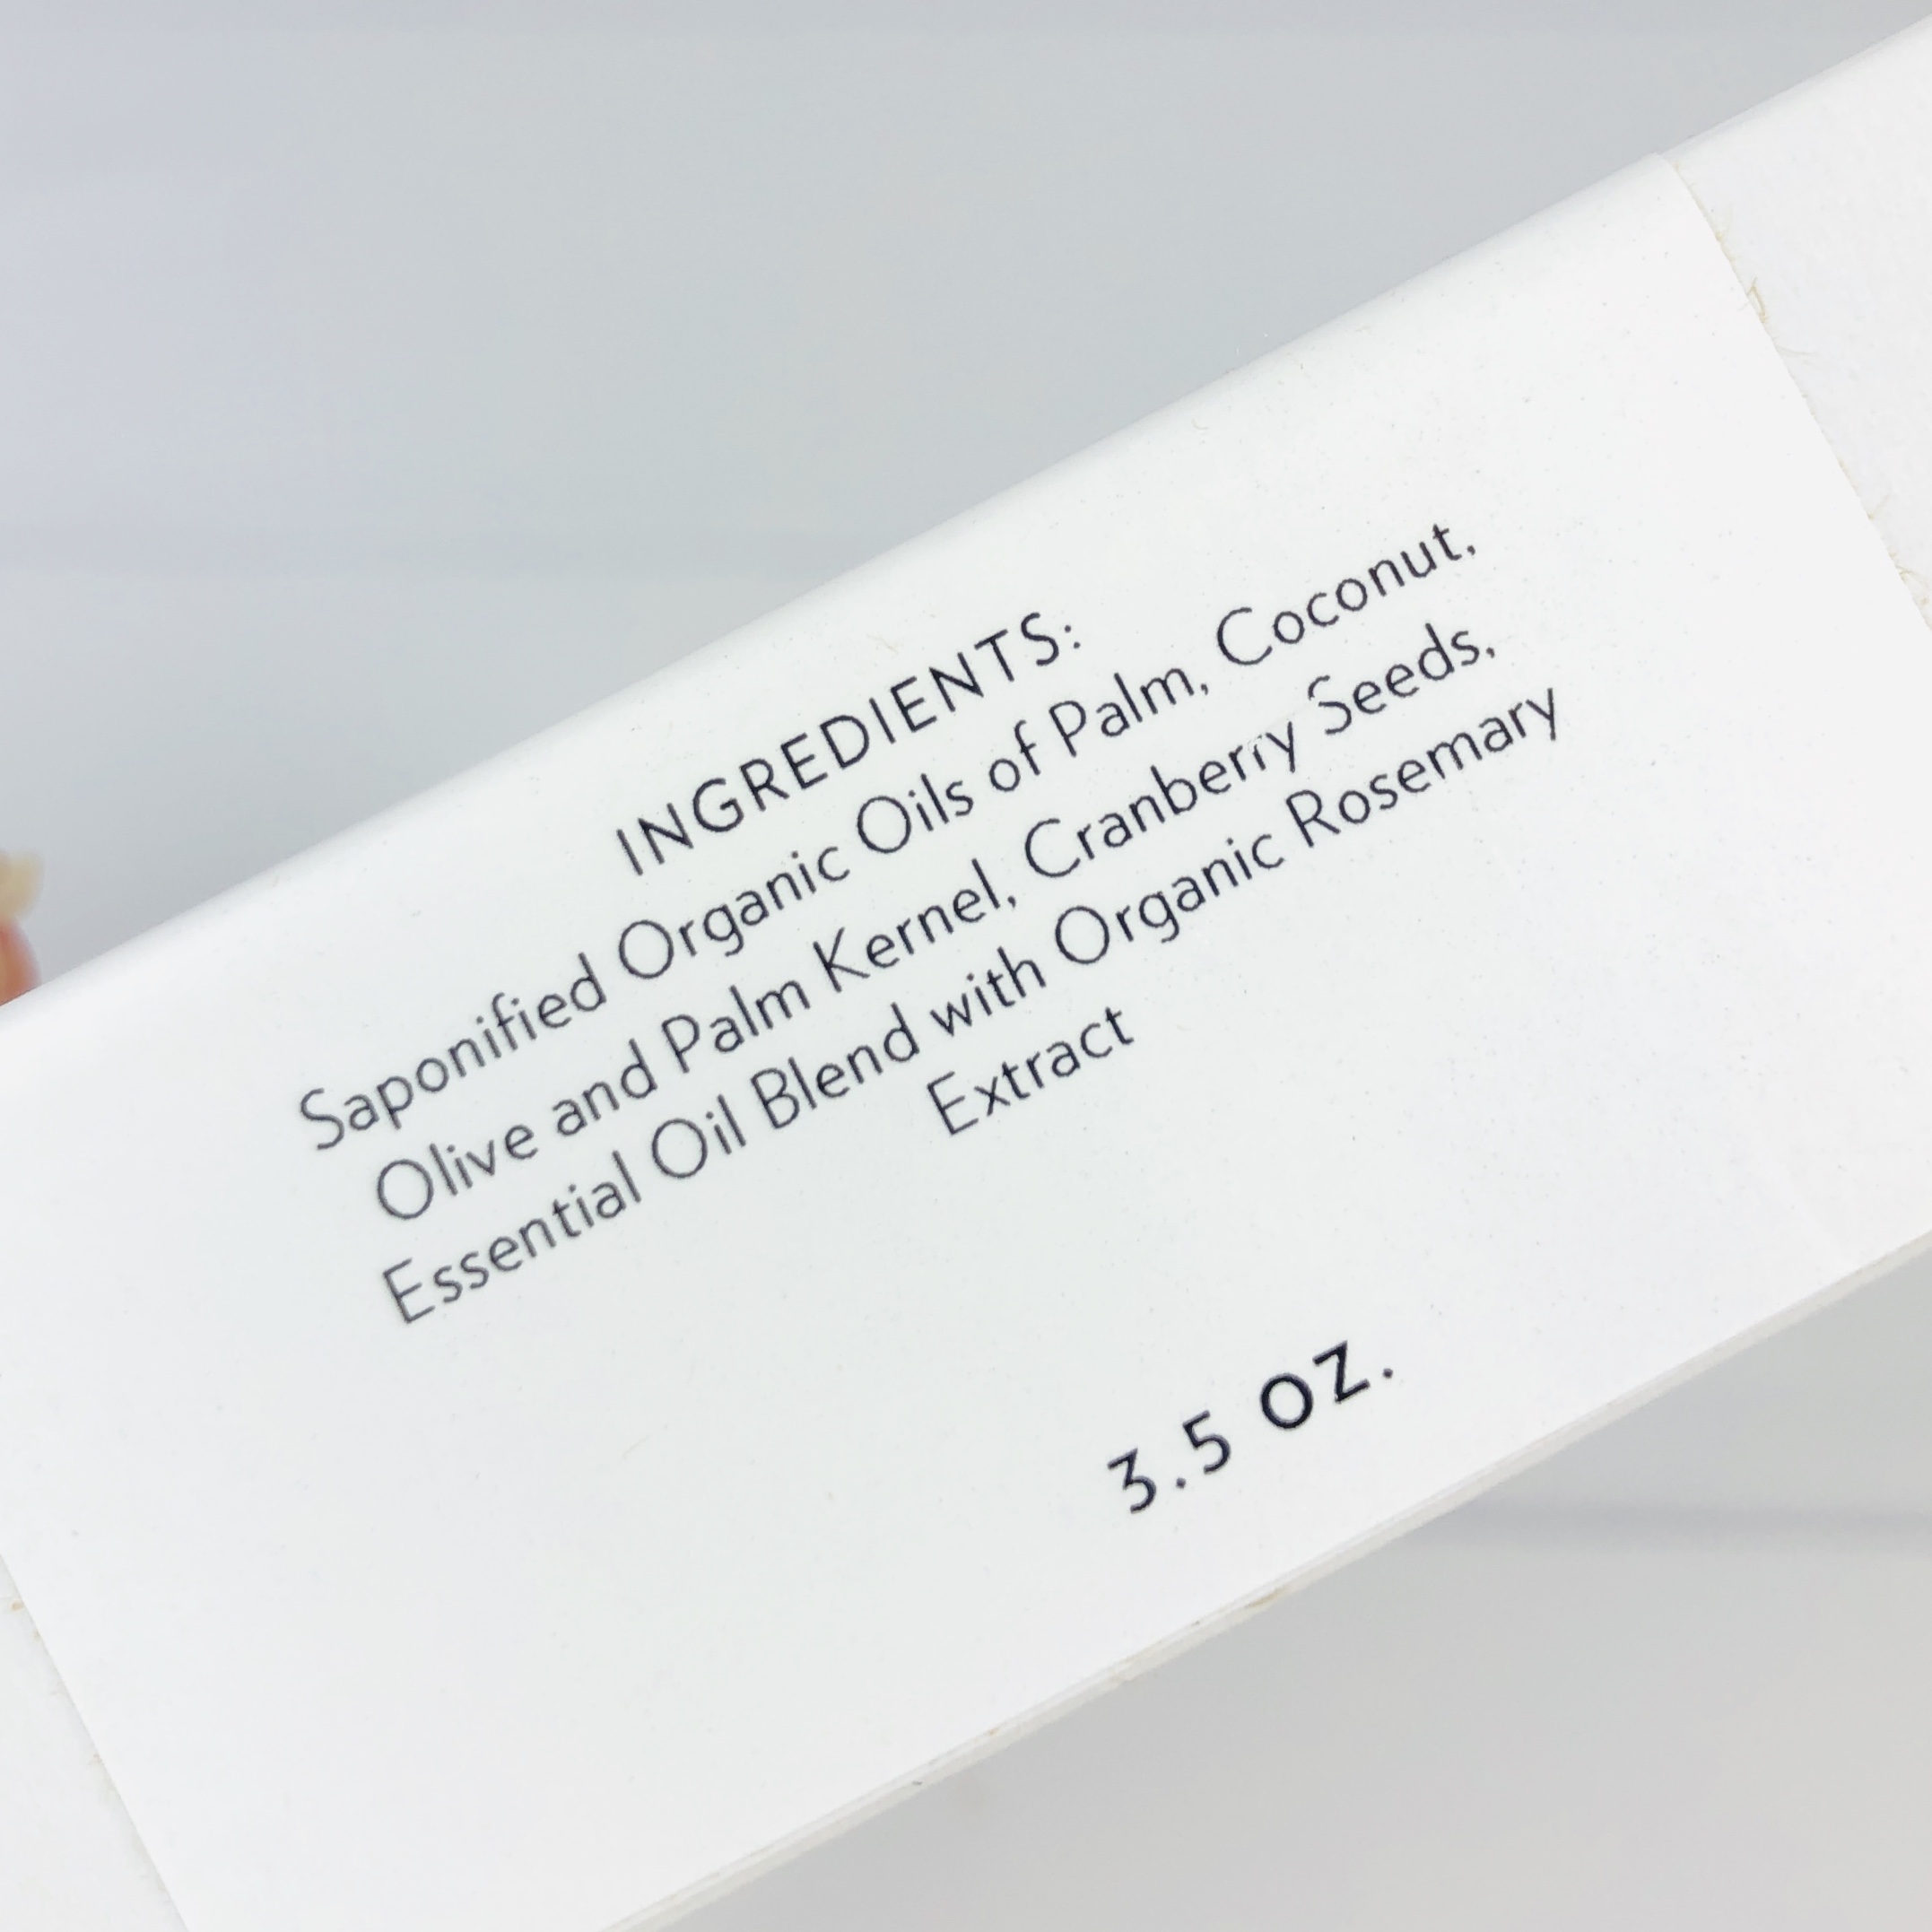 INGREDIENTS:
Saponified Organic Oils of Palm, Coconut,
Olive and Palm Kernel, Cranberry Seeds,
Essential Oil Blend with Organic Rosemary
Extract
3.5 OZ.